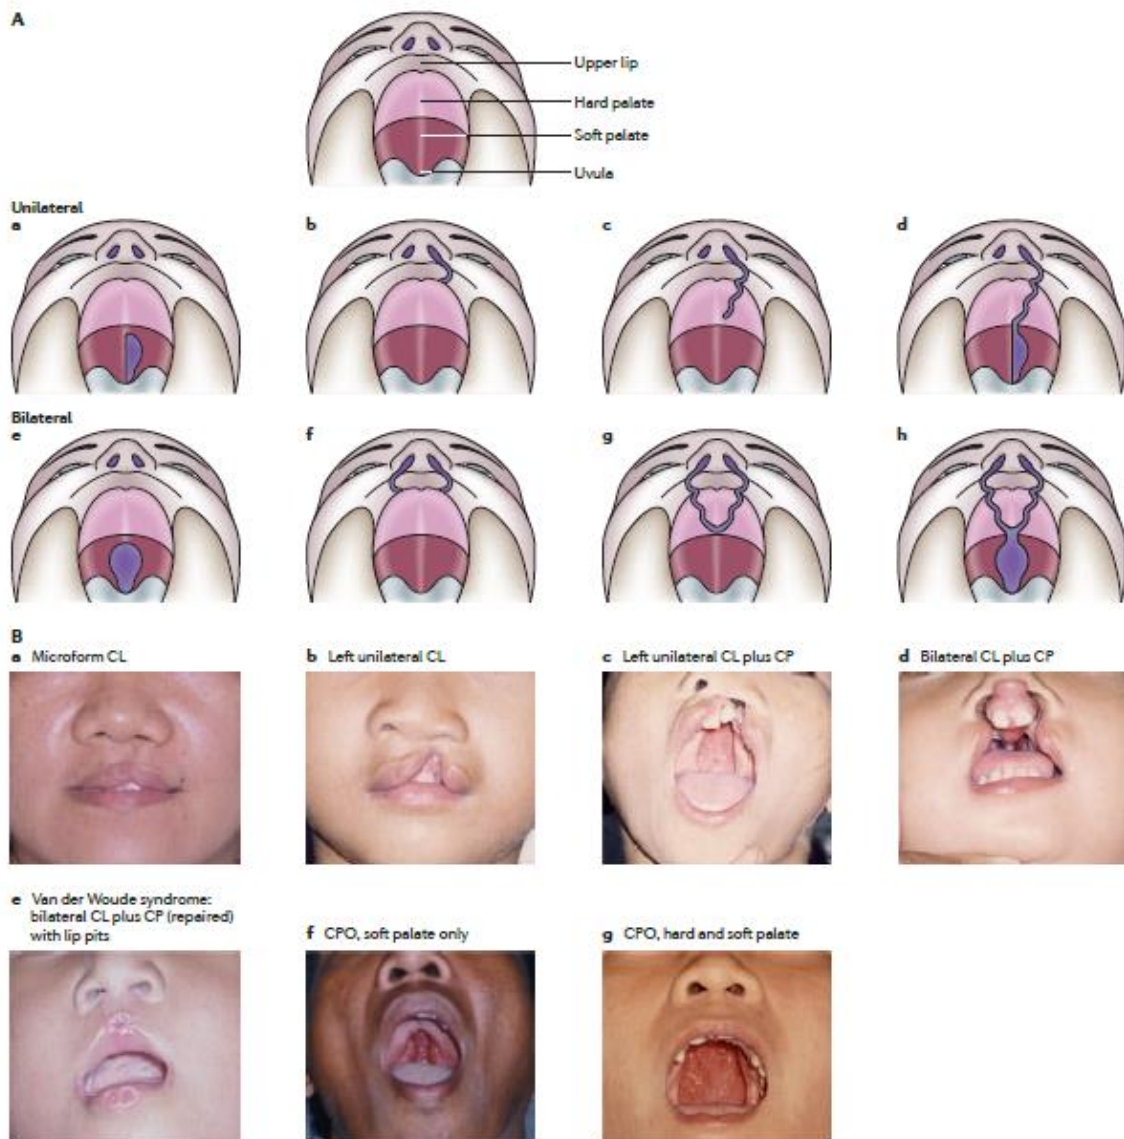 A
Upper lip
Hard palate
Soft palate
Uvula
Unilateral
a
b
c
d
Bilateral
e
f
g
h
B
a Microform CL
b Left unilateral CL
c Left unilateral CL plus CP
d Bilateral CL plus CP
e Van der Woude syndrome:
bilateral CL plus CP (repaired)
with lip pits
f CPO, soft palate only
g CPO, hard and soft palate